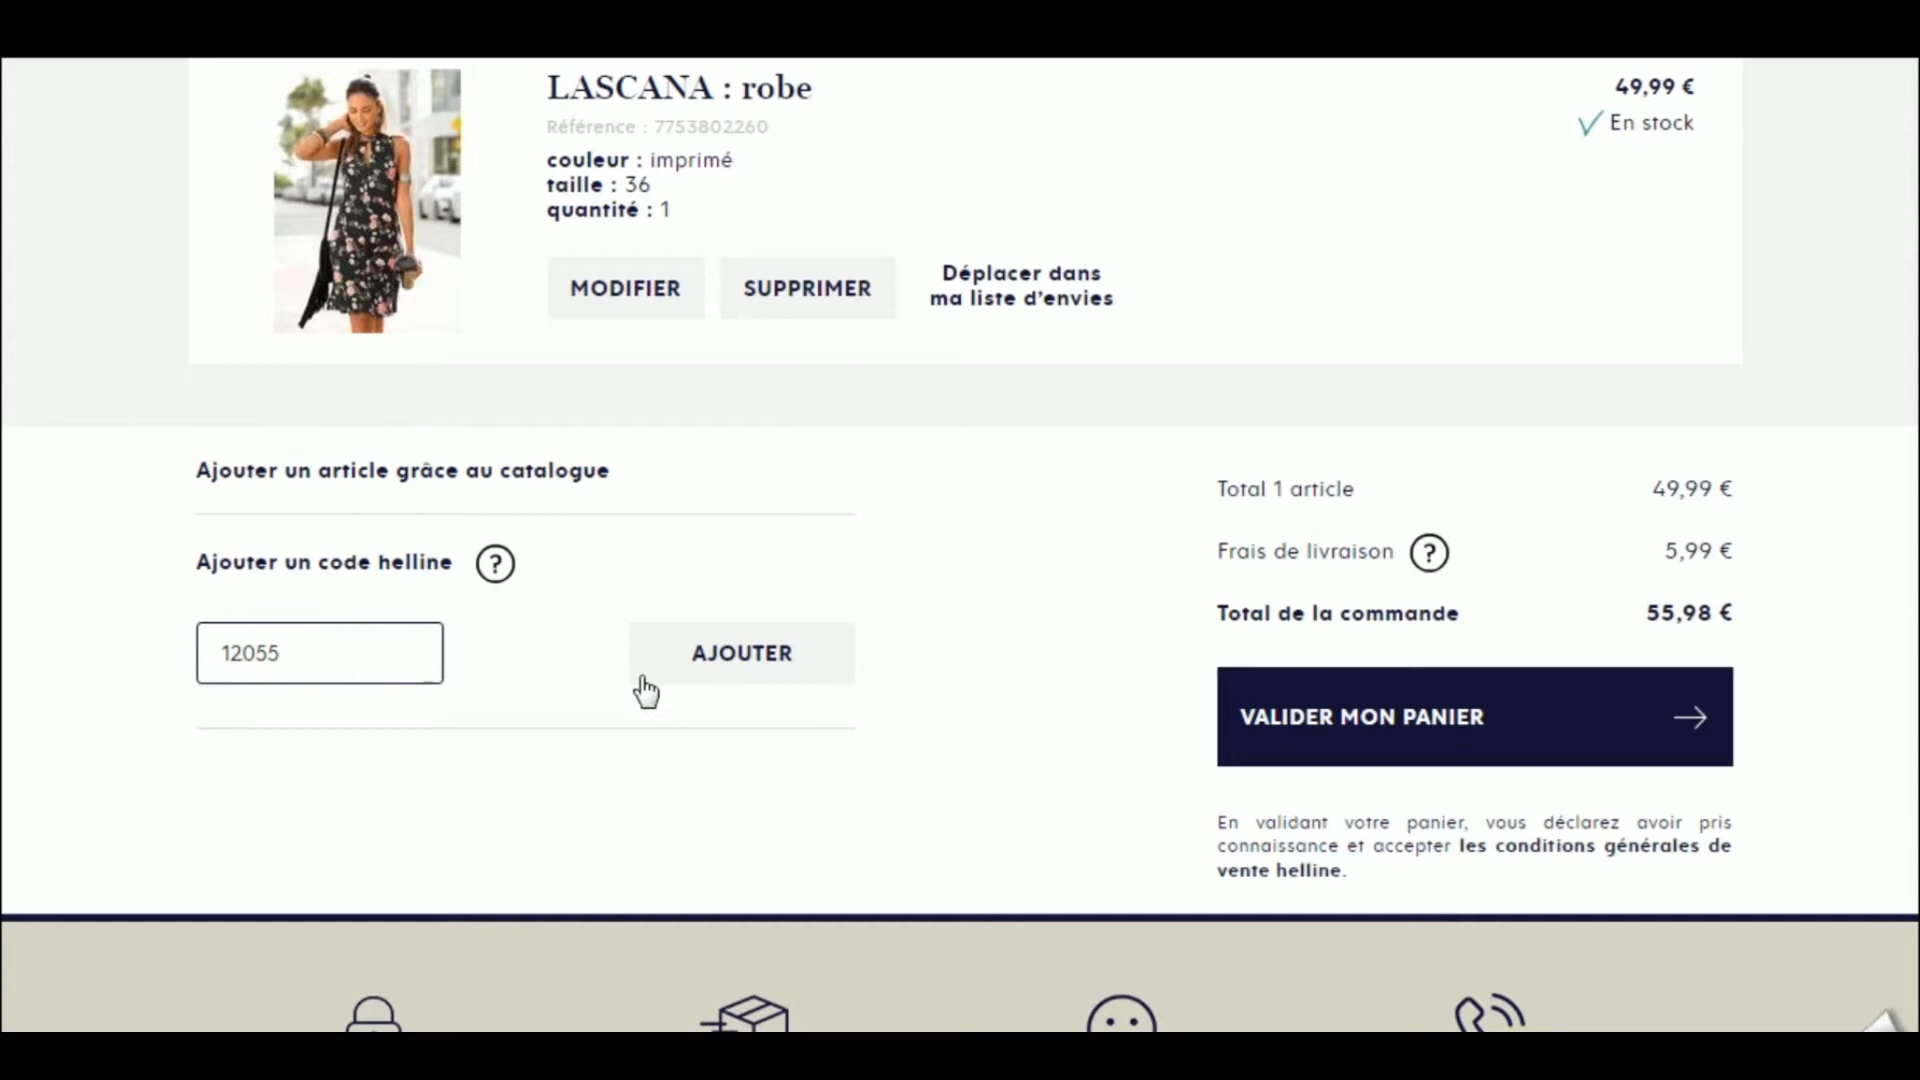 LASCANA : robe
49,99 €
Référence : 7753802260
En stock
couleur : imprimé
taille : 36
quantité : 1
MODIFIER
SUPPRIMER
Déplacer dans
ma liste d’envies
Ajouter un article grâce au catalogue
Ajouter un code helline ?
12055
AJOUTER
Total 1 article 49,99 €
Frais de livraison ? 5,99 €
Total de la commande 55,98 €
VALIDER MON PANIER
En validant votre panier, vous déclarez avoir pris
connaissance et accepter les conditions générales de
vente helline.